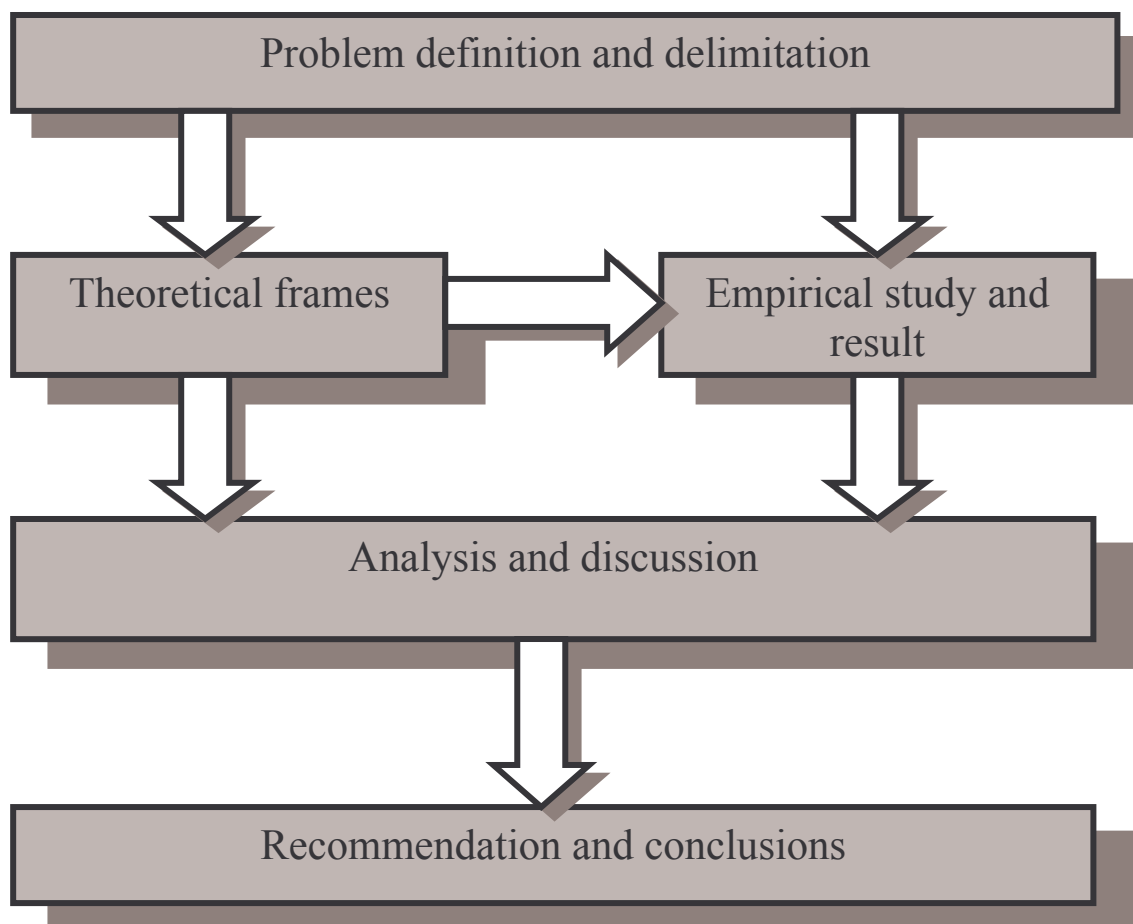 Problem definition and delimitation
Theoretical frames
Empirical study and
result
Analysis and discussion
Recommendation and conclusions